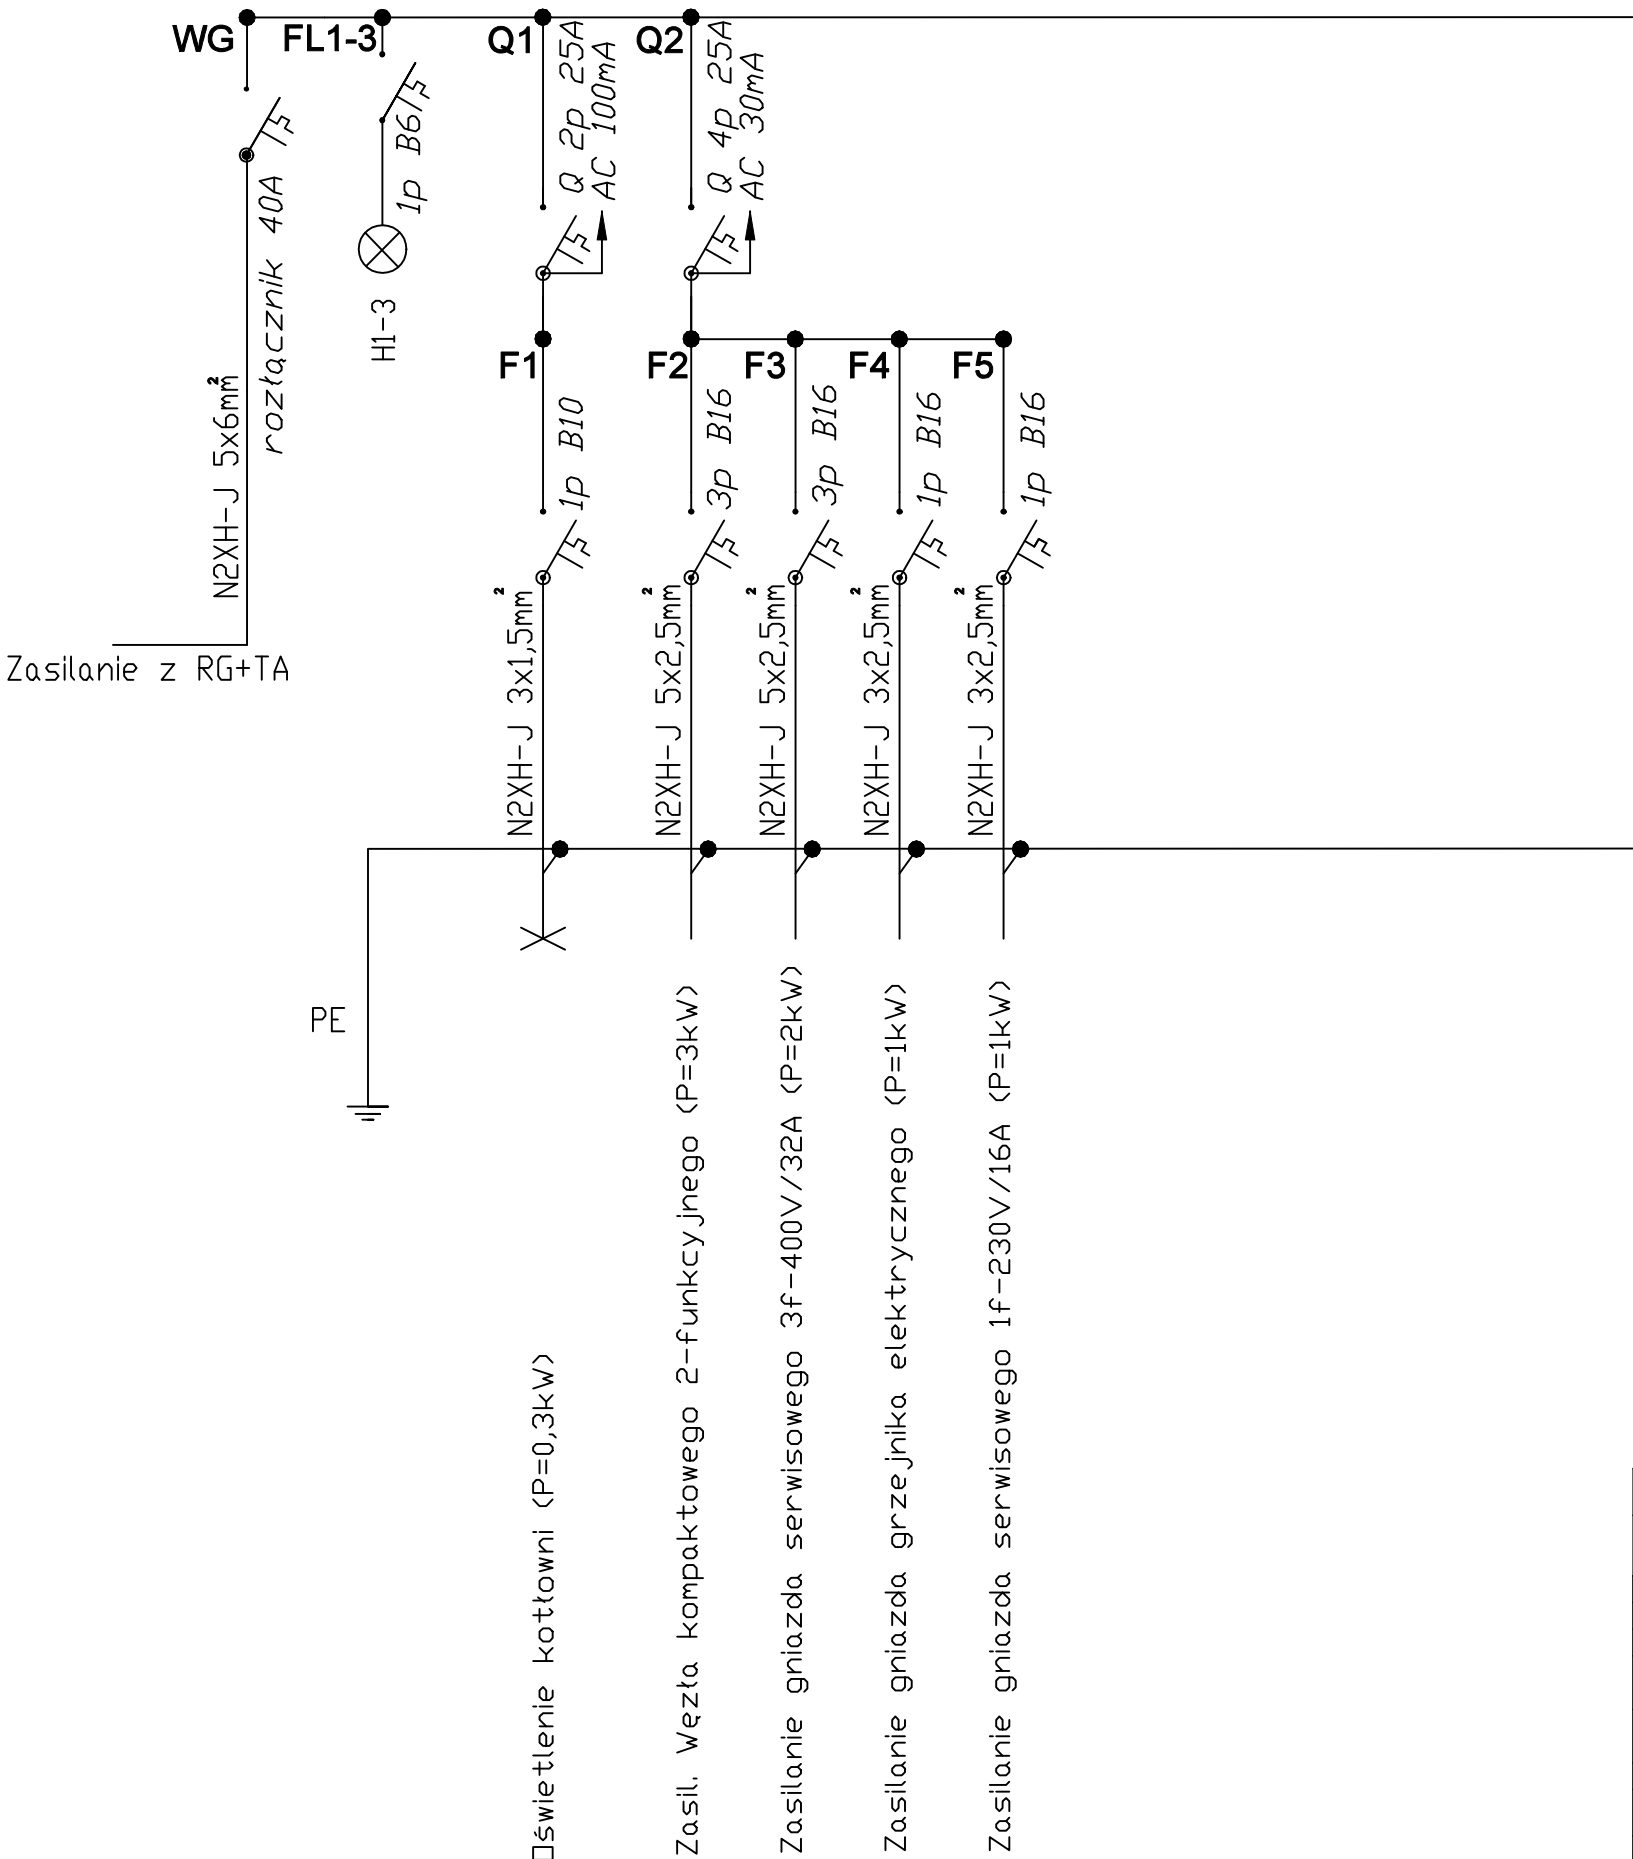 WG
FL1-3
Q1
Q2
rozłącznik 40A
N2XH-J 5x6mm²
Zasilanie z RG+TA
1p B6
H1-3
Q 2p 25A
AC 100mA
Q 4p 25A
AC 30mA
F1
F2
F3
F4
F5
1p B10
3p B16
3p B16
1p B16
1p B16
N2XH-J 3x1,5mm²
N2XH-J 5x2,5mm²
N2XH-J 5x2,5mm²
N2XH-J 3x2,5mm²
N2XH-J 3x2,5mm²
PE
Oświetlenie kotłowni (P=0,3kW)
Zasil. Węzła kompaktowego 2-funkcyjnego (P=3kW)
Zasilanie gniazda serwisowego 3f-400V/32A (P=2kW)
Zasilanie gniazda grzejnika elektrycznego (P=1kW)
Zasilanie gniazda serwisowego 1f-230V/16A (P=1kW)